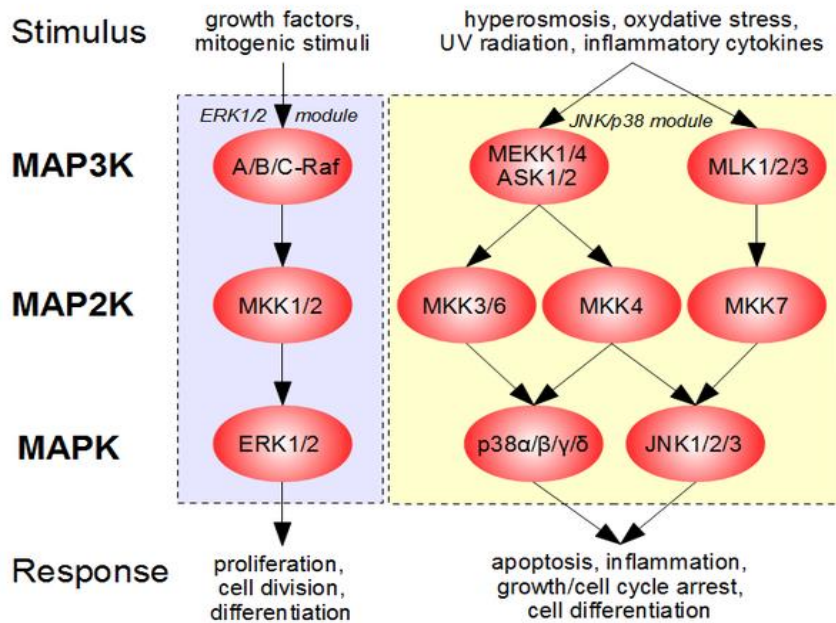 Stimulus
growth factors,
mitogenic stimuli
hyperosmosis, oxydative stress,
UV radiation, inflammatory cytokines
ERK1/2 module
JNK/p38 module
MAP3K
A/B/C-Raf
MEKK1/4
ASK1/2
MLK1/2/3
MAP2K
MKK1/2
MKK3/6
MKK4
MKK7
MAPK
ERK1/2
p38α/β/γ/δ
JNK1/2/3
Response
proliferation,
cell division,
differentiation
apoptosis, inflammation,
growth/cell cycle arrest,
cell differentiation